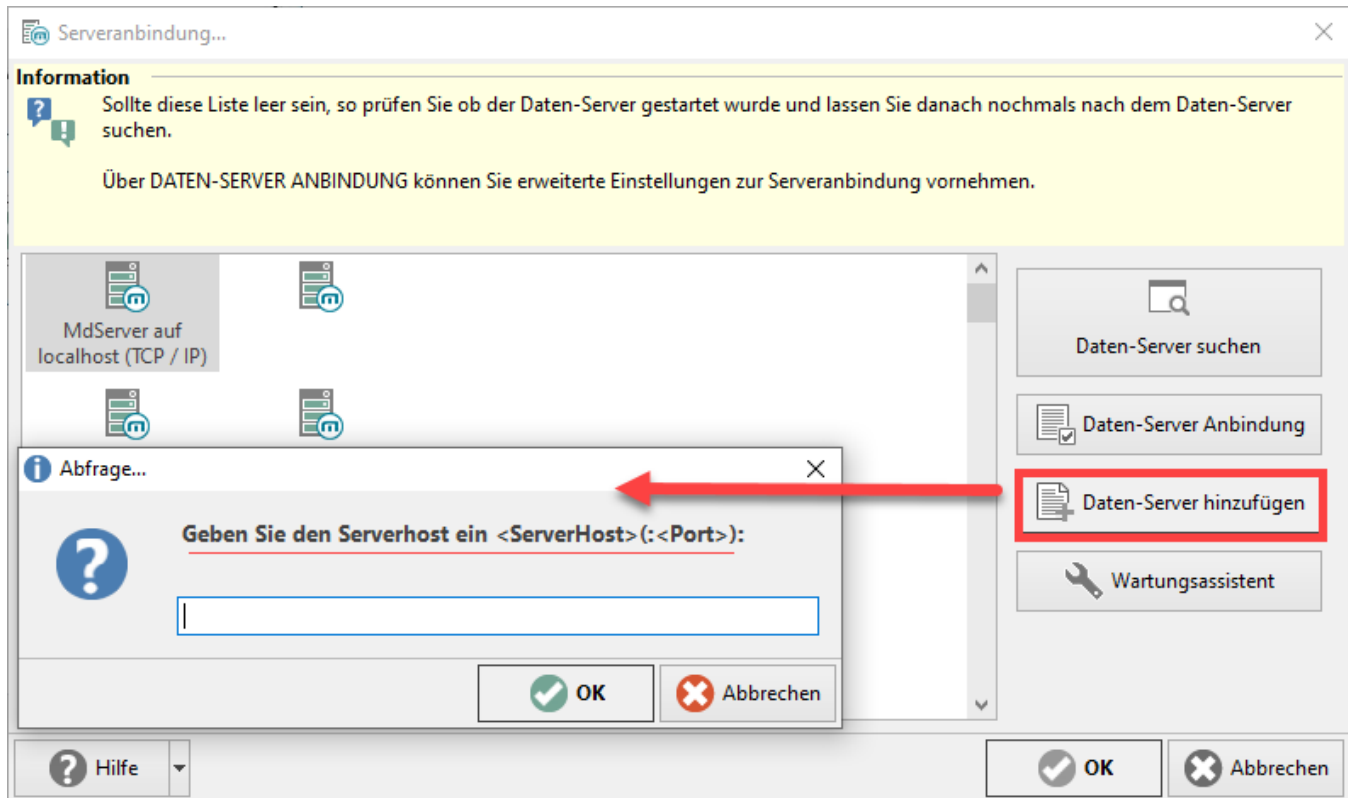 Serveranbindung...
Information
Sollte diese Liste leer sein, so prüfen Sie ob der Daten-Server gestartet wurde und lassen Sie danach nochmals nach dem Daten-Server
suchen.
Über DATEN-SERVER ANBINDUNG können Sie erweiterte Einstellungen zur Serveranbindung vornehmen.
MdServer auf
localhost (TCP / IP)
Daten-Server suchen
Daten-Server Anbindung
Daten-Server hinzufügen
Wartungsassistent
Abfrage...
Geben Sie den Serverhost ein <ServerHost>(:<Port>):
OK
Abbrechen
Hilfe
OK
Abbrechen